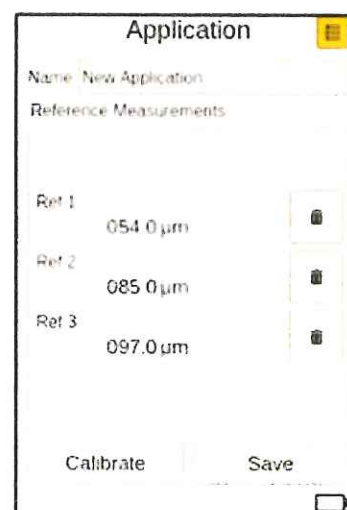 Application
Name New Application
Reference Measurements
Ref 1
054.0 µm
Ref 2
085.0 µm
Ref 3
097.0 µm
Calibrate Save